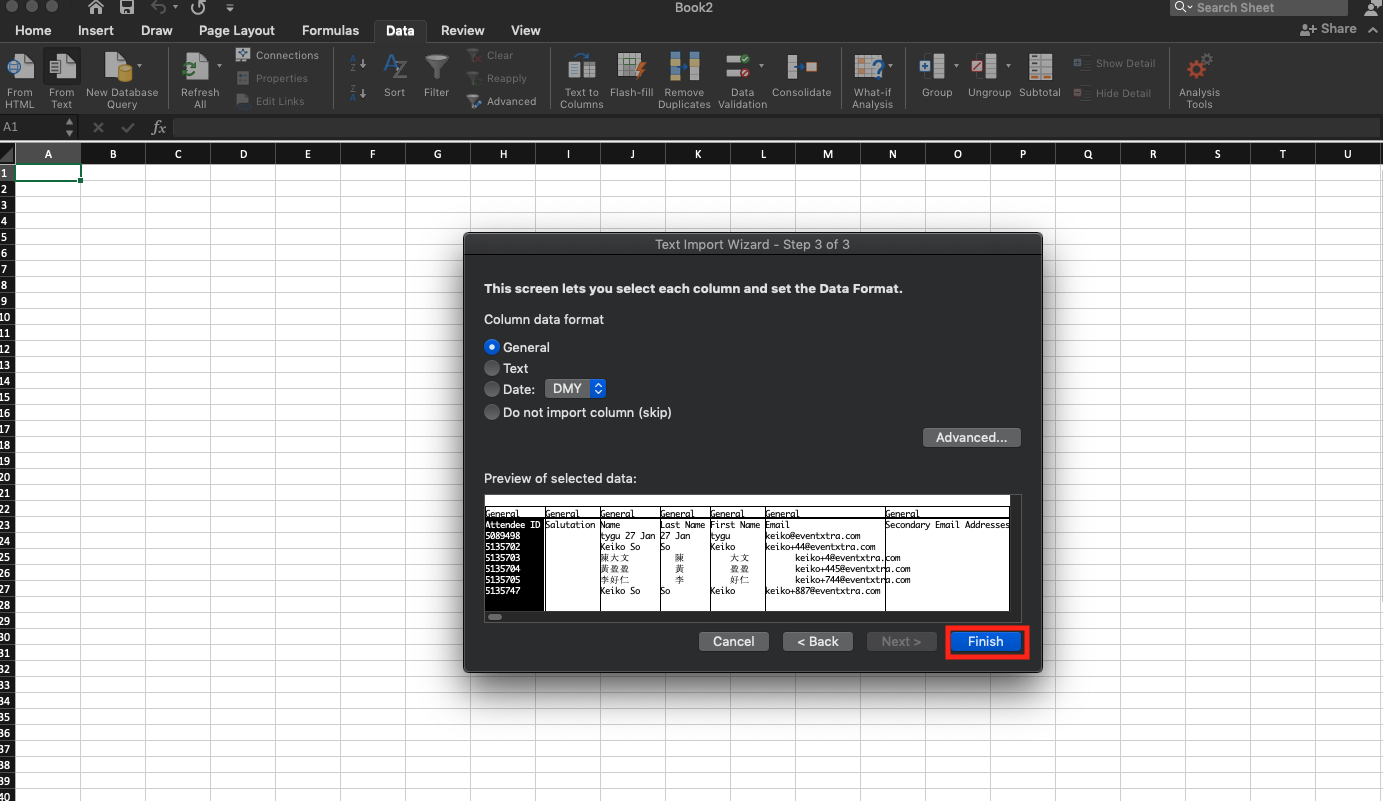 Book2
Search Sheet
Home Insert Draw Page Layout Formulas Data Review View
Share
From HTML
From Text
New Database Query
Refresh All
Connections
Properties
Edit Links
Sort
Filter
Clear
Reapply
Advanced
Text to Columns
Flash-fill
Remove Duplicates
Data Validation
Consolidate
What-if Analysis
Group
Ungroup
Subtotal
Show Detail
Hide Detail
Analysis Tools
A1
fx
A B C D E F G H I J K L M N O P Q R S T U
1
2
3
4
5
6
7
8
9
10
11
12
13
14
15
16
17
18
19
20
21
22
23
24
25
26
27
28
29
30
31
32
33
34
35
36
37
38
39
40
Text Import Wizard - Step 3 of 3
This screen lets you select each column and set the Data Format.
Column data format
General
Text
Date: DMY
Do not import column (skip)
Advanced...
Preview of selected data:
General General General General General General General
Attendee ID Salutation Name Last Name First Name Email Secondary Email Addresses
5089498 tygu 27 Jan 27 Jan tygu keiko@eventxtra.com
5135702 Keiko So So Keiko keiko+44@eventxtra.com
5135703 陳大文 陳 大文 keiko+4@eventxtra.com
5135704 黃盈盈 黃 盈盈 keiko+445@eventxtra.com
5135705 李好仁 李 好仁 keiko+744@eventxtra.com
5135747 Keiko So So Keiko keiko+887@eventxtra.com
Cancel < Back Next > Finish